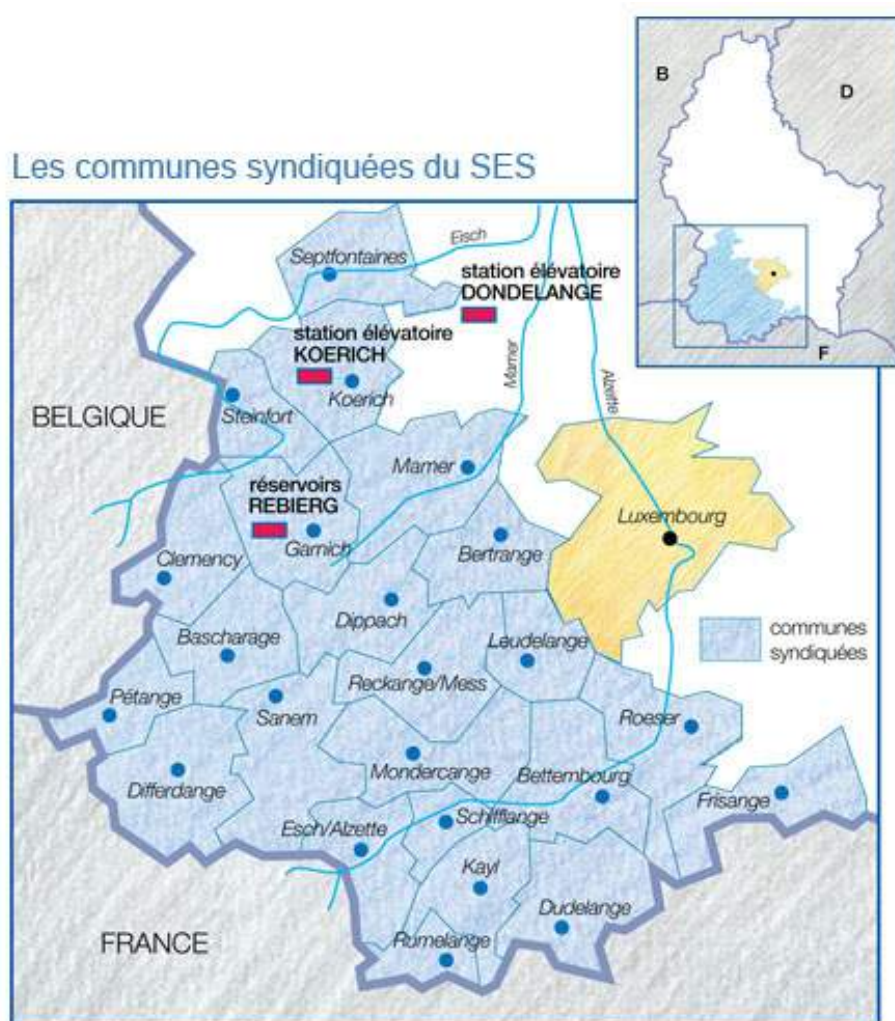 B
D
F
Les communes syndiquées du SES
Septfontaines
Eisch
station élévatoire
DONDELANGE
station élévatoire
KOERICH
Koerich
Mamer
Alzette
BELGIQUE
Steinfort
Mamer
réservoirs
REBIERG
Garnich
Luxembourg
Clemency
Bertrange
Dippach
communes
syndiquées
Bascharage
Leudelange
Reckange/Mess
Pétange
Sanem
Roeser
Mondercange
Bettembourg
Differdange
Frisange
Esch/Alzette
Schifflange
Kayl
Dudelange
FRANCE
Rumelange